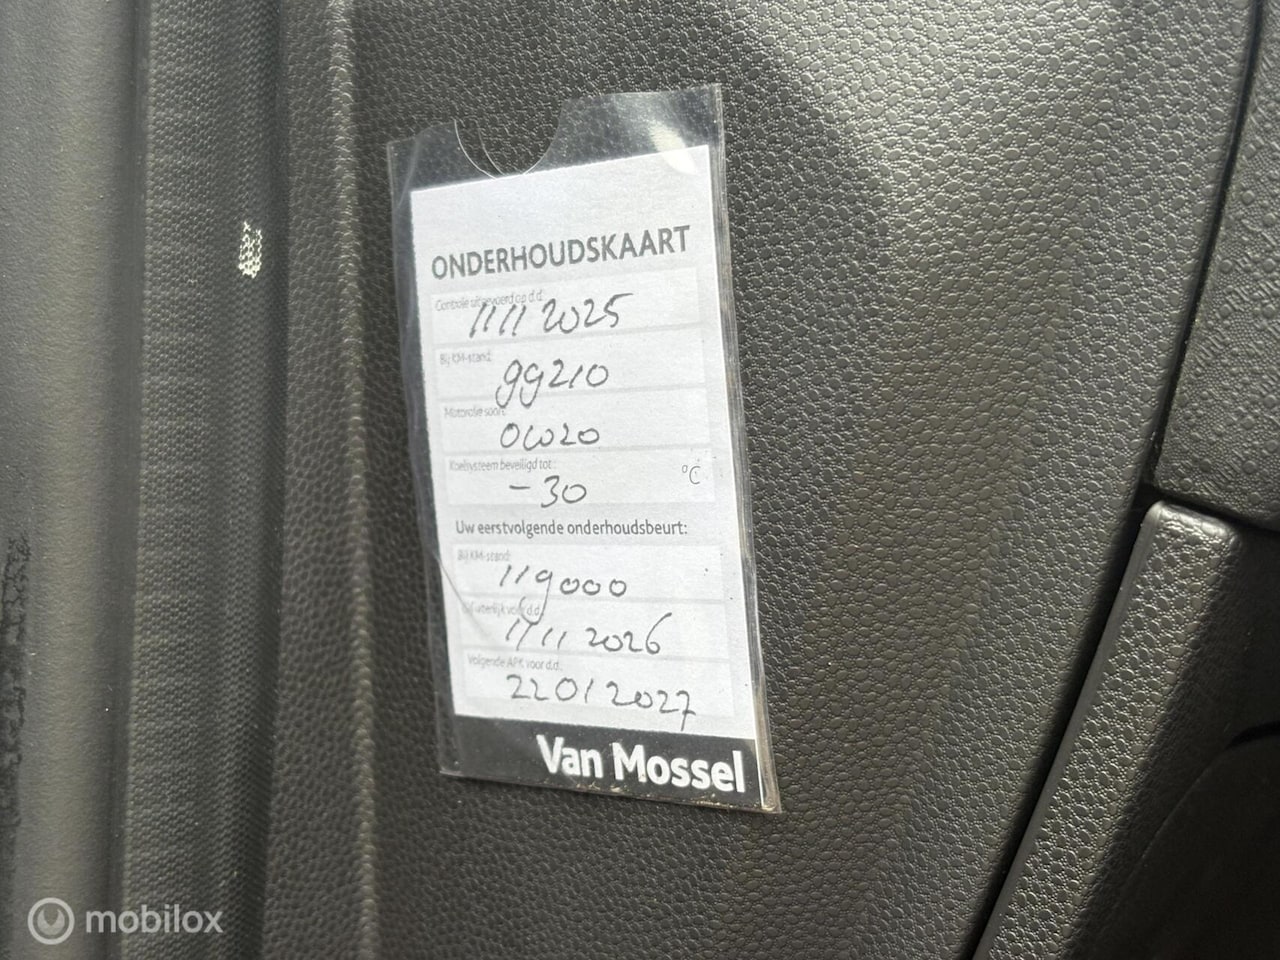 ONDERHOUDSKAART
Controle uitgevoerd op d.d:
11 11 2025
Bij KM-stand:
99210
Motorolie soort:
0W20
Koelsysteem beveiligd tot:
-30 °C
Uw eerstvolgende onderhoudsbeurt:
Bij KM-stand:
119000
Of uiterlijk voor d.d.:
11 11 2026
Volgende APK voor d.d.:
22 01 2027
Van Mossel
mobilox